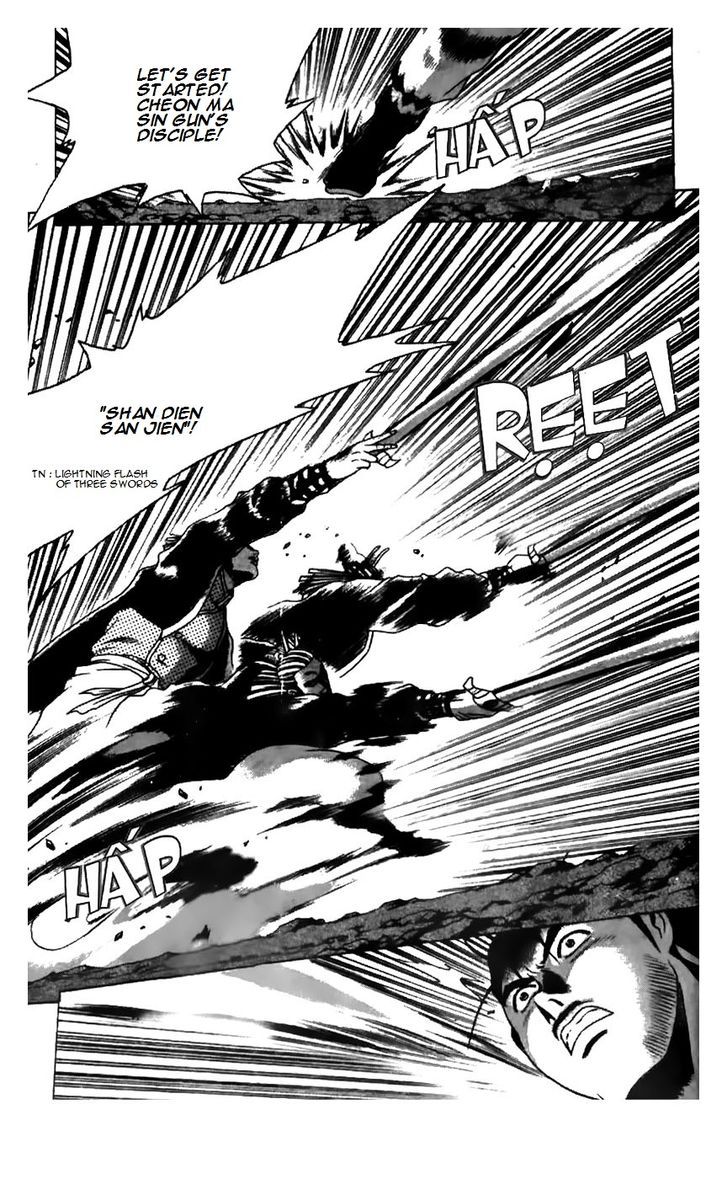 LET'S GET
STARTED!
CHEON MA
SIN GUN'S
DISCIPLE!
HẤP
RẸẸT
"SHAN DIEN
SAN JIEN"!
TN : LIGHTNING FLASH
OF THREE SWORDS
HẤP